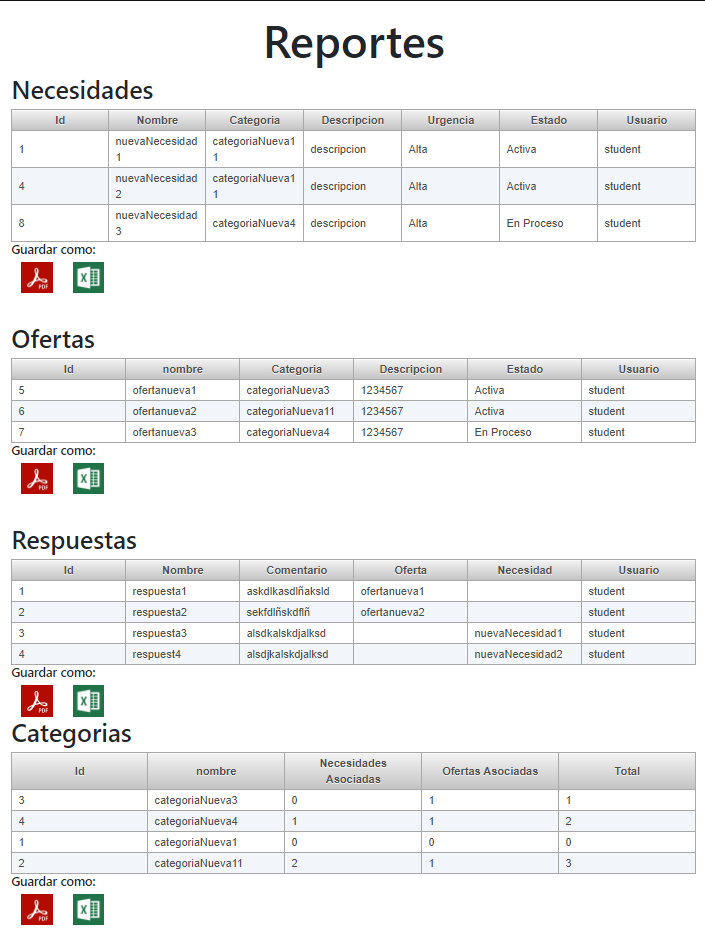 Reportes
Necesidades
Id Nombre Categoria Descripcion Urgencia Estado Usuario
1 nuevaNecesidad1 categoriaNueva11 descripcion Alta Activa student
4 nuevaNecesidad2 categoriaNueva11 descripcion Alta Activa student
8 nuevaNecesidad3 categoriaNueva4 descripcion Alta En Proceso student
Guardar como:
PDF X
Ofertas
Id nombre Categoria Descripcion Estado Usuario
5 ofertanueva1 categoriaNueva3 1234567 Activa student
6 ofertanueva2 categoriaNueva11 1234567 Activa student
7 ofertanueva3 categoriaNueva4 1234567 En Proceso student
Guardar como:
PDF X
Respuestas
Id Nombre Comentario Oferta Necesidad Usuario
1 respuesta1 askdlkasdlñaksld ofertanueva1 student
2 respuesta2 sekfdlñskdflñ ofertanueva2 student
3 respuesta3 alsdkalskdjalksd nuevaNecesidad1 student
4 respuest4 alsdjkalskdjalksd nuevaNecesidad2 student
Guardar como:
PDF X
Categorias
Id nombre Necesidades Asociadas Ofertas Asociadas Total
3 categoriaNueva3 0 1 1
4 categoriaNueva4 1 1 2
1 categoriaNueva1 0 0 0
2 categoriaNueva11 2 1 3
Guardar como:
PDF X